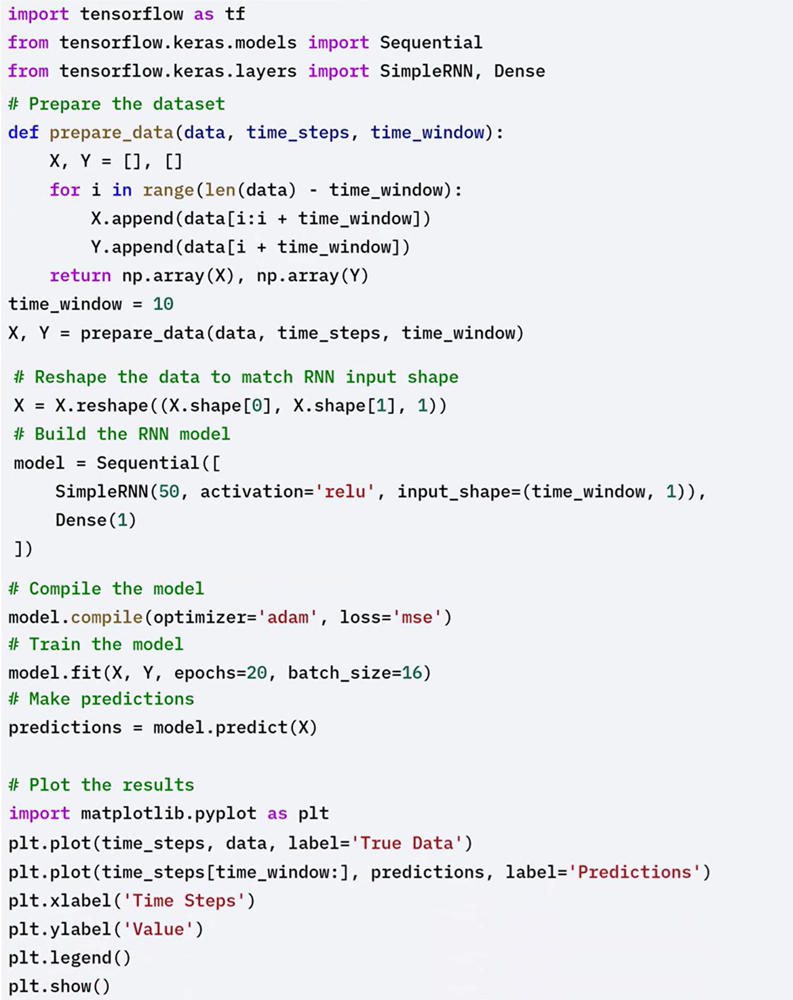 import tensorflow as tf
from tensorflow.keras.models import Sequential
from tensorflow.keras.layers import SimpleRNN, Dense
# Prepare the dataset
def prepare_data(data, time_steps, time_window):
    X, Y = [], []
    for i in range(len(data) - time_window):
        X.append(data[i:i + time_window])
        Y.append(data[i + time_window])
    return np.array(X), np.array(Y)
time_window = 10
X, Y = prepare_data(data, time_steps, time_window)
# Reshape the data to match RNN input shape
X = X.reshape((X.shape[0], X.shape[1], 1))
# Build the RNN model
model = Sequential([
    SimpleRNN(50, activation='relu', input_shape=(time_window, 1)),
    Dense(1)
])
# Compile the model
model.compile(optimizer='adam', loss='mse')
# Train the model
model.fit(X, Y, epochs=20, batch_size=16)
# Make predictions
predictions = model.predict(X)
# Plot the results
import matplotlib.pyplot as plt
plt.plot(time_steps, data, label='True Data')
plt.plot(time_steps[time_window:], predictions, label='Predictions')
plt.xlabel('Time Steps')
plt.ylabel('Value')
plt.legend()
plt.show()